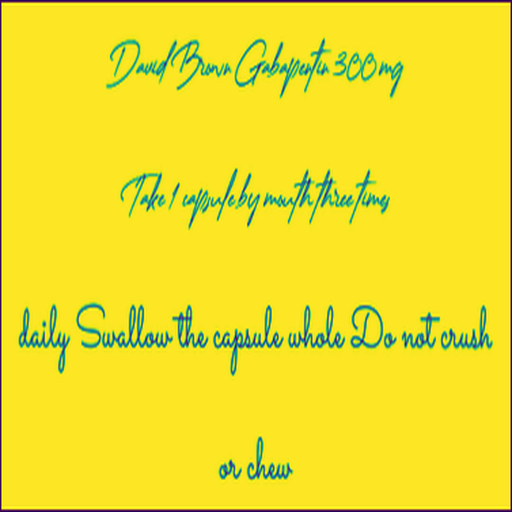 David Brown Gabapentin 300 mg
Take 1 capsule by mouth three times
daily Swallow the capsule whole Do not crush
or chew